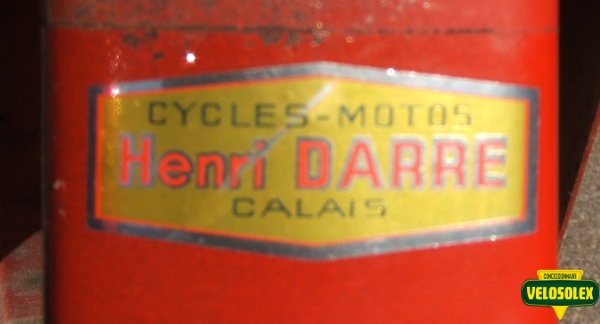 CYCLES-MOTOS
Henri DARRE
CALAIS
CONCESSIONNAIRE
VELOSOLEX